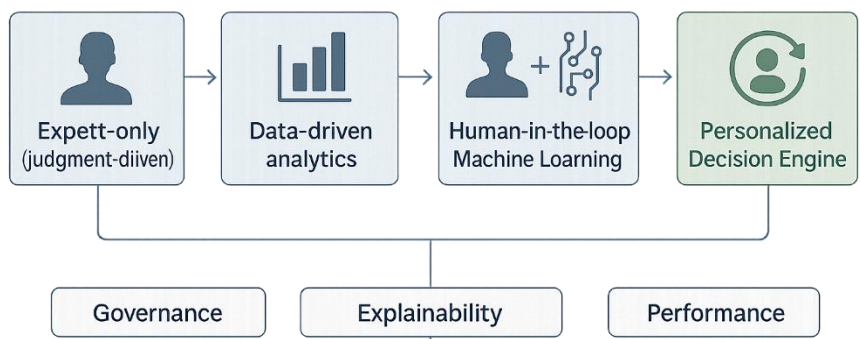 Expett-only
(judgment-diiven)
Data-driven
analytics
+
Human-in-the-loop
Machine Loarning
Personalized
Decision Engine
Governance
Explainability
Performance